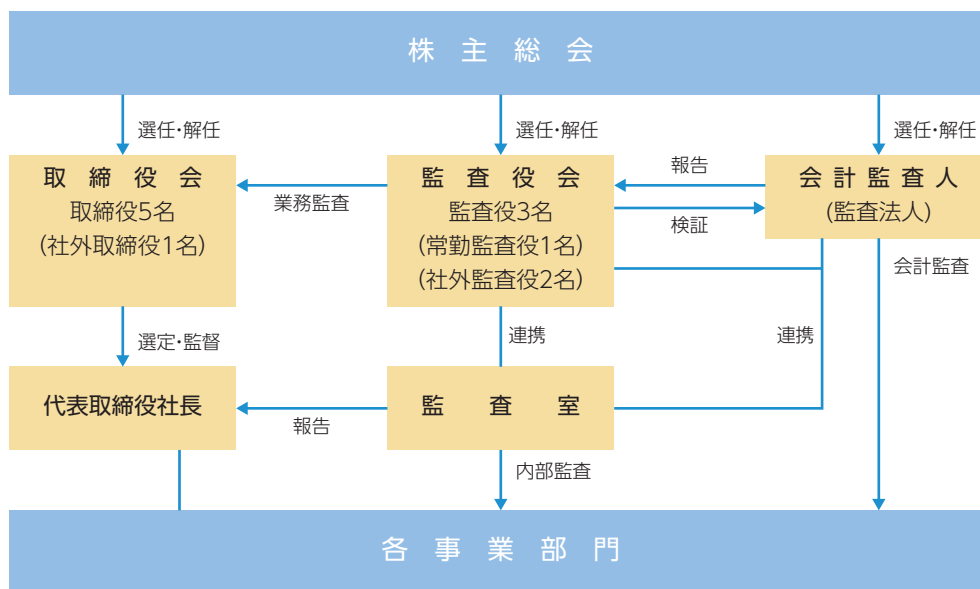 株主総会
選任・解任
選任・解任
選任・解任
取締役会
取締役5名
(社外取締役1名)
業務監査
監査役会
監査役3名
(常勤監査役1名)
(社外監査役2名)
報告
検証
会計監査人
(監査法人)
会計監査
選定・監督
連携
連携
代表取締役社長
報告
監査室
内部監査
各事業部門